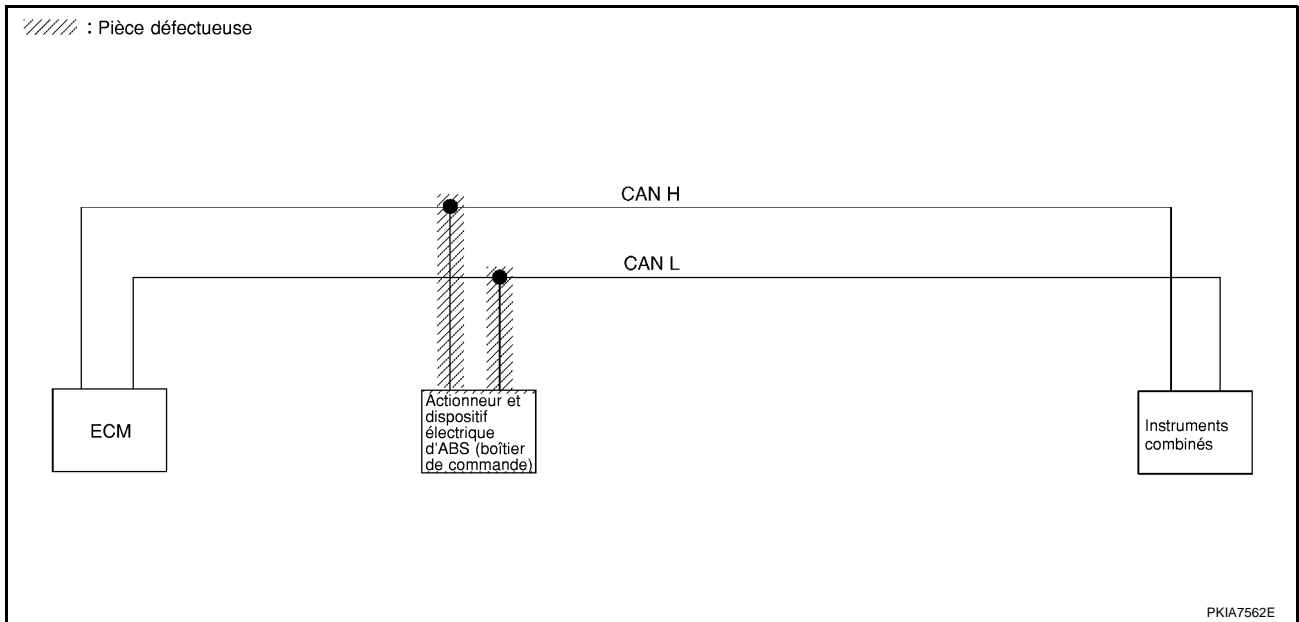 : Pièce défectueuse
CAN H
CAN L
ECM
Actionneur et
dispositif
électrique
d'ABS (boîtier
de commande)
Instruments
combinés
PKIA7562E